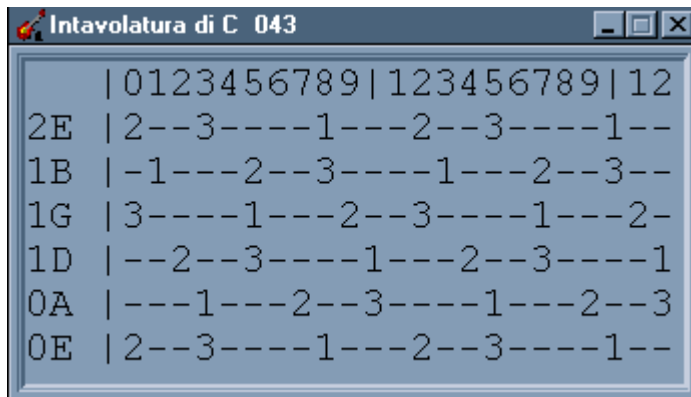 Intavolatura di C 043
|0123456789|123456789|12
2E |2--3----1---2--3----1--
1B |-1---2--3----1---2--3--
1G |3----1---2--3----1---2-
1D |--2--3----1---2--3----1
0A |---1---2--3----1---2--3
0E |2--3----1---2--3----1--